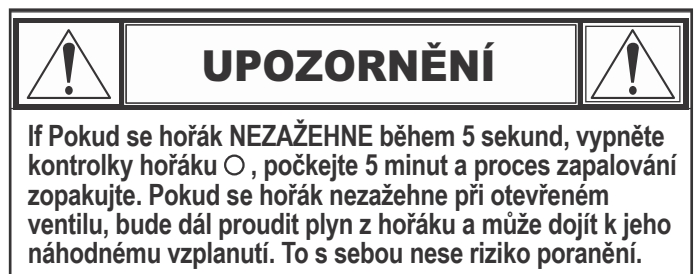 UPOZORNĚNÍ
If Pokud se hořák NEZAŽEHNE během 5 sekund, vypněte
kontrolky hořáku ○ , počkejte 5 minut a proces zapalování
zopakujte. Pokud se hořák nezažehne při otevřeném
ventilu, bude dál proudit plyn z hořáku a může dojít k jeho
náhodnému vzplanutí. To s sebou nese riziko poranění.